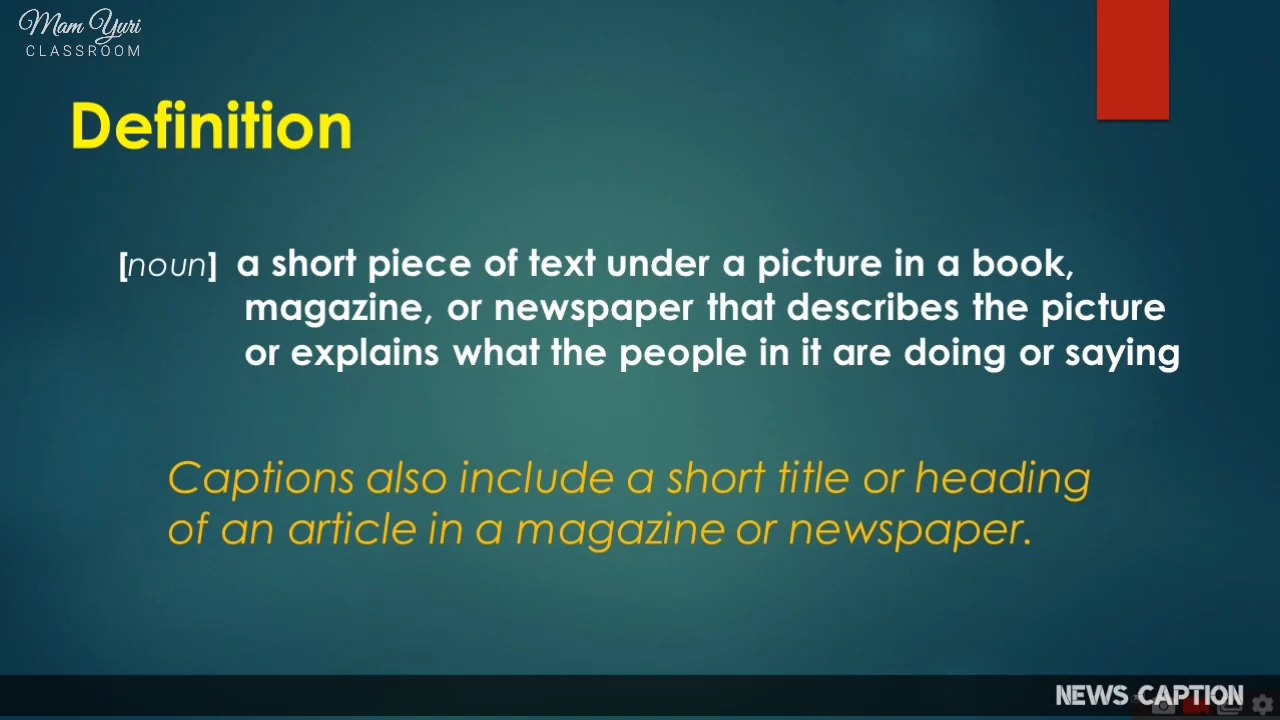 Mam Yuri
CLASSROOM
Definition
[noun] a short piece of text under a picture in a book,
magazine, or newspaper that describes the picture
or explains what the people in it are doing or saying
Captions also include a short title or heading
of an article in a magazine or newspaper.
NEWS CAPTION